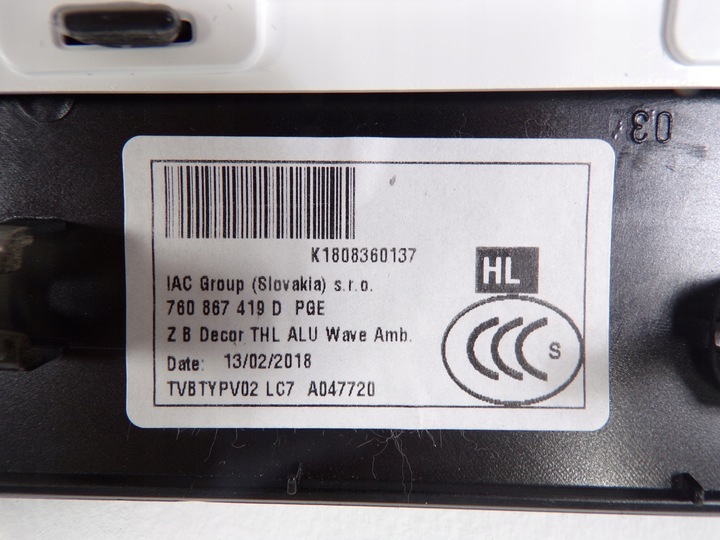 03
K1808360137
HL
IAC Group (Slovakia) s.r.o.
760 867 419 D PGE
Z B Decor THL ALU Wave Amb.
CCC S
Date: 13/02/2018
TVBTYPV02 LC7 A047720